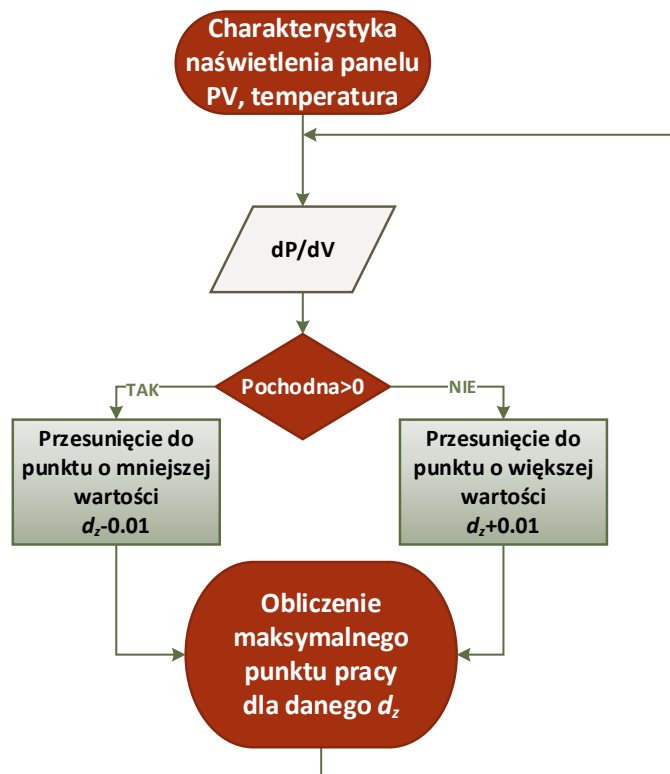 Charakterystyka
naświetlenia panelu
PV, temperatura
dP/dV
Pochodna>0
TAK
NIE
Przesunięcie do
punktu o mniejszej
wartości
dz-0.01
Przesunięcie do
punktu o większej
wartości
dz+0.01
Obliczenie
maksymalnego
punktu pracy
dla danego dz